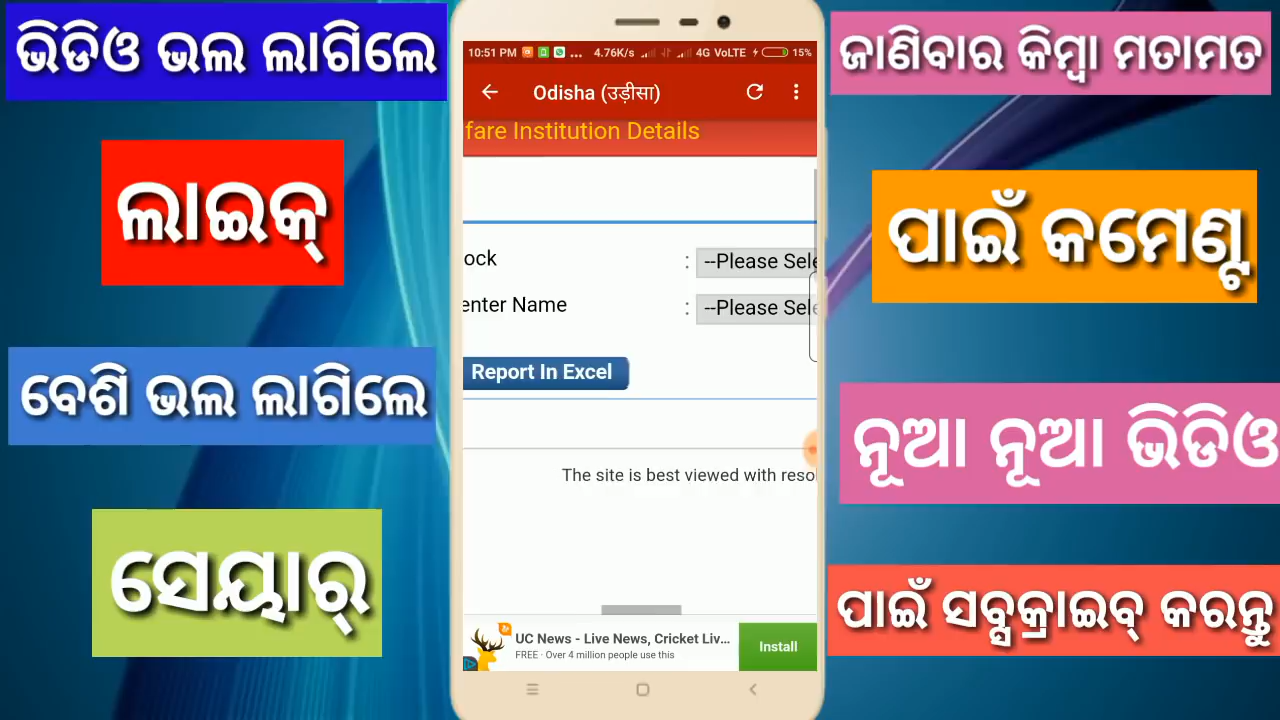 ଭିଡିଓ ଭଲ ଲାଗିଲେ
ଲାଇକ୍
ବେଶି ଭଲ ଲାଗିଲେ
ସେୟାର୍
10:51 PM ... 4.76K/s 4G VoLTE 15%
Odisha (उड़ीसा)
fare Institution Details
ock : --Please Sele
enter Name : --Please Sele
Report In Excel
The site is best viewed with reso
UC News - Live News, Cricket Liv...
FREE · Over 4 million people use this
Install
ଜାଣିବାର କିମ୍ବା ମତାମତ
ପାଇଁ କମେଣ୍ଟ
ନୂଆ ନୂଆ ଭିଡିଓ
ପାଇଁ ସବ୍ସକ୍ରାଇବ୍ କରନ୍ତୁ